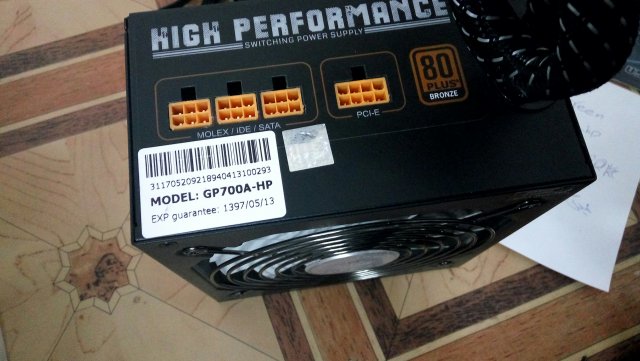 HIGH PERFORMANCE
SWITCHING POWER SUPPLY
80
PLUS
BRONZE
MOLEX / IDE / SATA
PCI-E
311705209218940413100293
MODEL: GP700A-HP
EXP guarantee: 1397/05/13